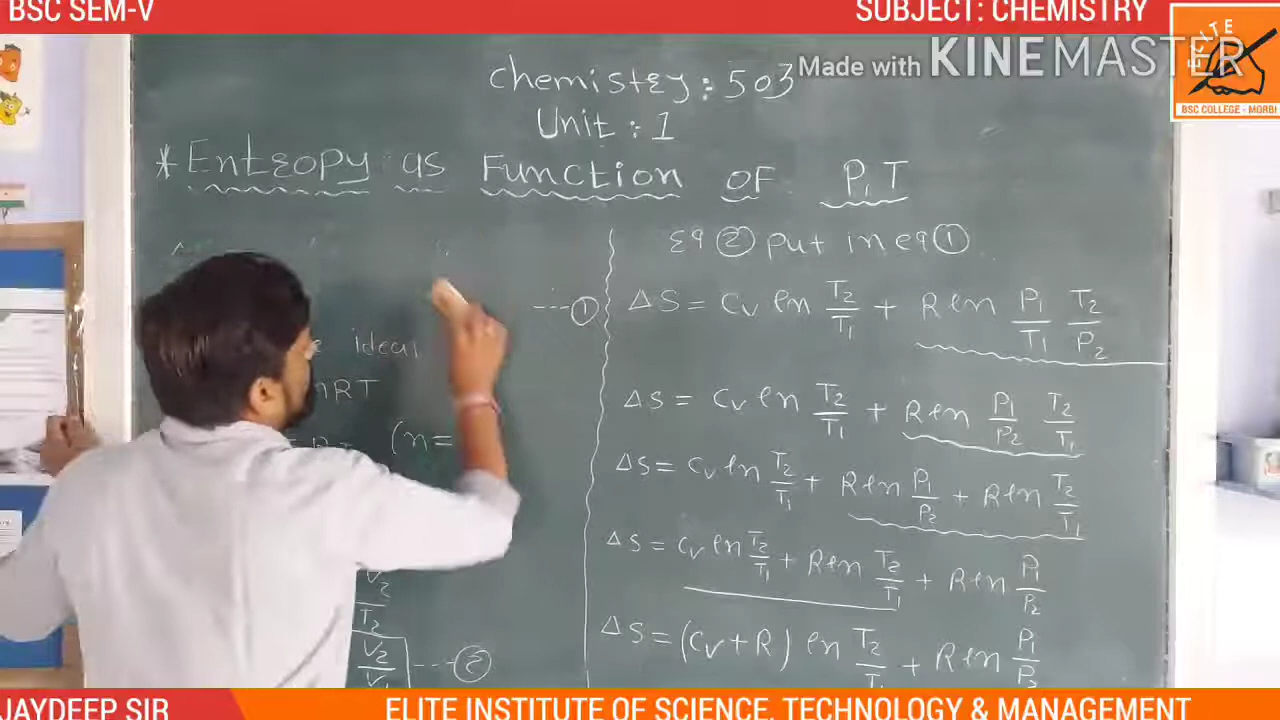 BSC SEM-V
SUBJECT: CHEMISTRY
Made with KINEMASTER
ELITE
BSC COLLEGE - MORBI
Chemistry : 503
Unit : 1
* Entropy as Function of P, T
---- ①
ideal
nRT
(n=
V2
T2
V2/V1 ---- ②
Eq ② put in eq ①
ΔS = Cv ln T2/T1 + R ln P1/T1 T2/P2
ΔS = Cv ln T2/T1 + R ln P1/P2 T2/T1
ΔS = Cv ln T2/T1 + R ln P1/P2 + R ln T2/T1
ΔS = Cv ln T2/T1 + R ln T2/T1 + R ln P1/P2
ΔS = (Cv + R) ln T2/T1 + R ln P1/P2
JAYDEEP SIR
ELITE INSTITUTE OF SCIENCE, TECHNOLOGY & MANAGEMENT